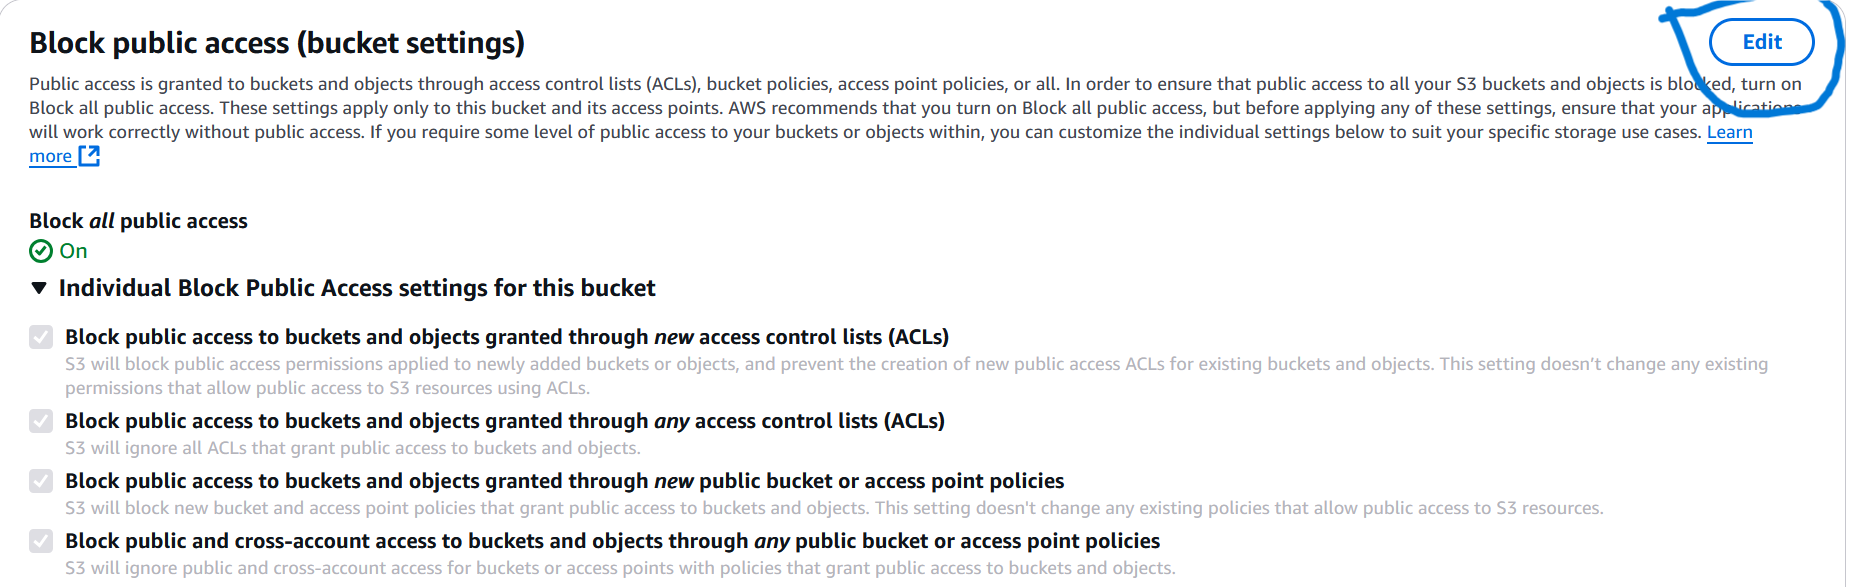 Block public access (bucket settings)
Edit
Public access is granted to buckets and objects through access control lists (ACLs), bucket policies, access point policies, or all. In order to ensure that public access to all your S3 buckets and objects is blocked, turn on
Block all public access. These settings apply only to this bucket and its access points. AWS recommends that you turn on Block all public access, but before applying any of these settings, ensure that your applications
will work correctly without public access. If you require some level of public access to your buckets or objects within, you can customize the individual settings below to suit your specific storage use cases. Learn
more
Block all public access
On
Individual Block Public Access settings for this bucket
Block public access to buckets and objects granted through new access control lists (ACLs)
S3 will block public access permissions applied to newly added buckets or objects, and prevent the creation of new public access ACLs for existing buckets and objects. This setting doesn’t change any existing
permissions that allow public access to S3 resources using ACLs.
Block public access to buckets and objects granted through any access control lists (ACLs)
S3 will ignore all ACLs that grant public access to buckets and objects.
Block public access to buckets and objects granted through new public bucket or access point policies
S3 will block new bucket and access point policies that grant public access to buckets and objects. This setting doesn't change any existing policies that allow public access to S3 resources.
Block public and cross-account access to buckets and objects through any public bucket or access point policies
S3 will ignore public and cross-account access for buckets or access points with policies that grant public access to buckets and objects.